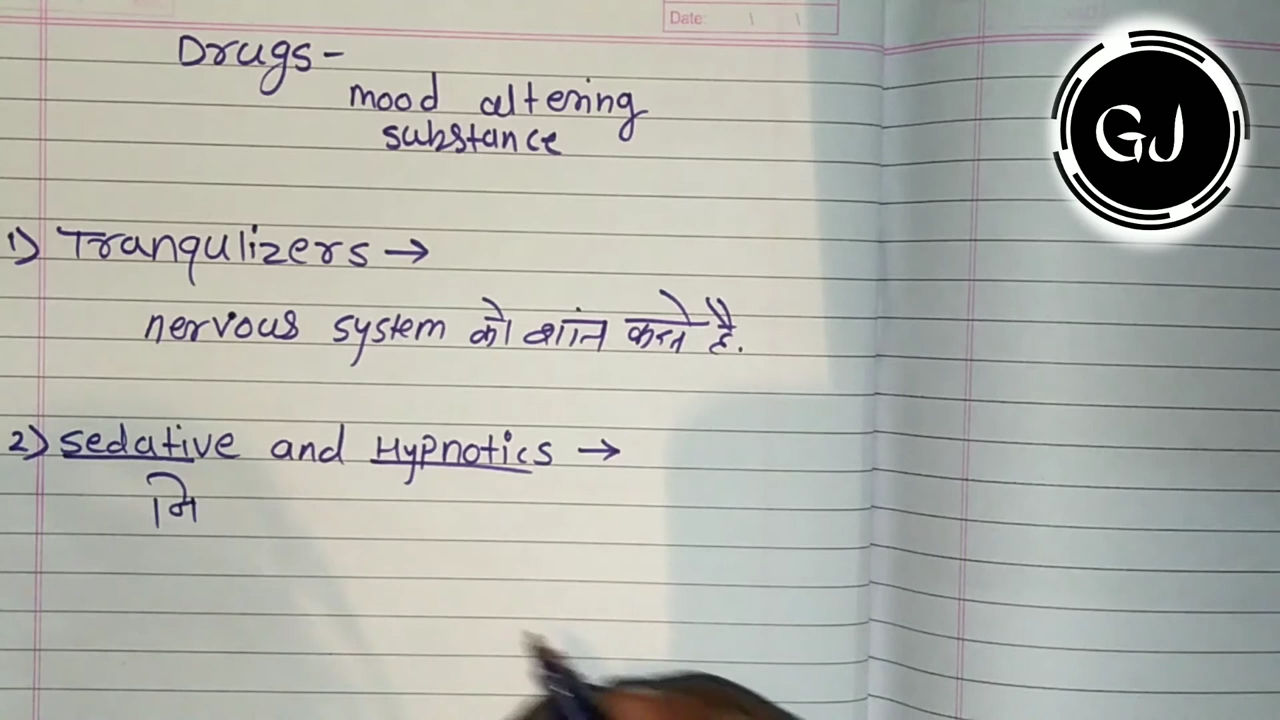 Date:
GJ
Drugs-
mood altering
substance
1) Tranqulizers →
nervous system को शांत करते है.
2) sedative and Hypnotics →
नि